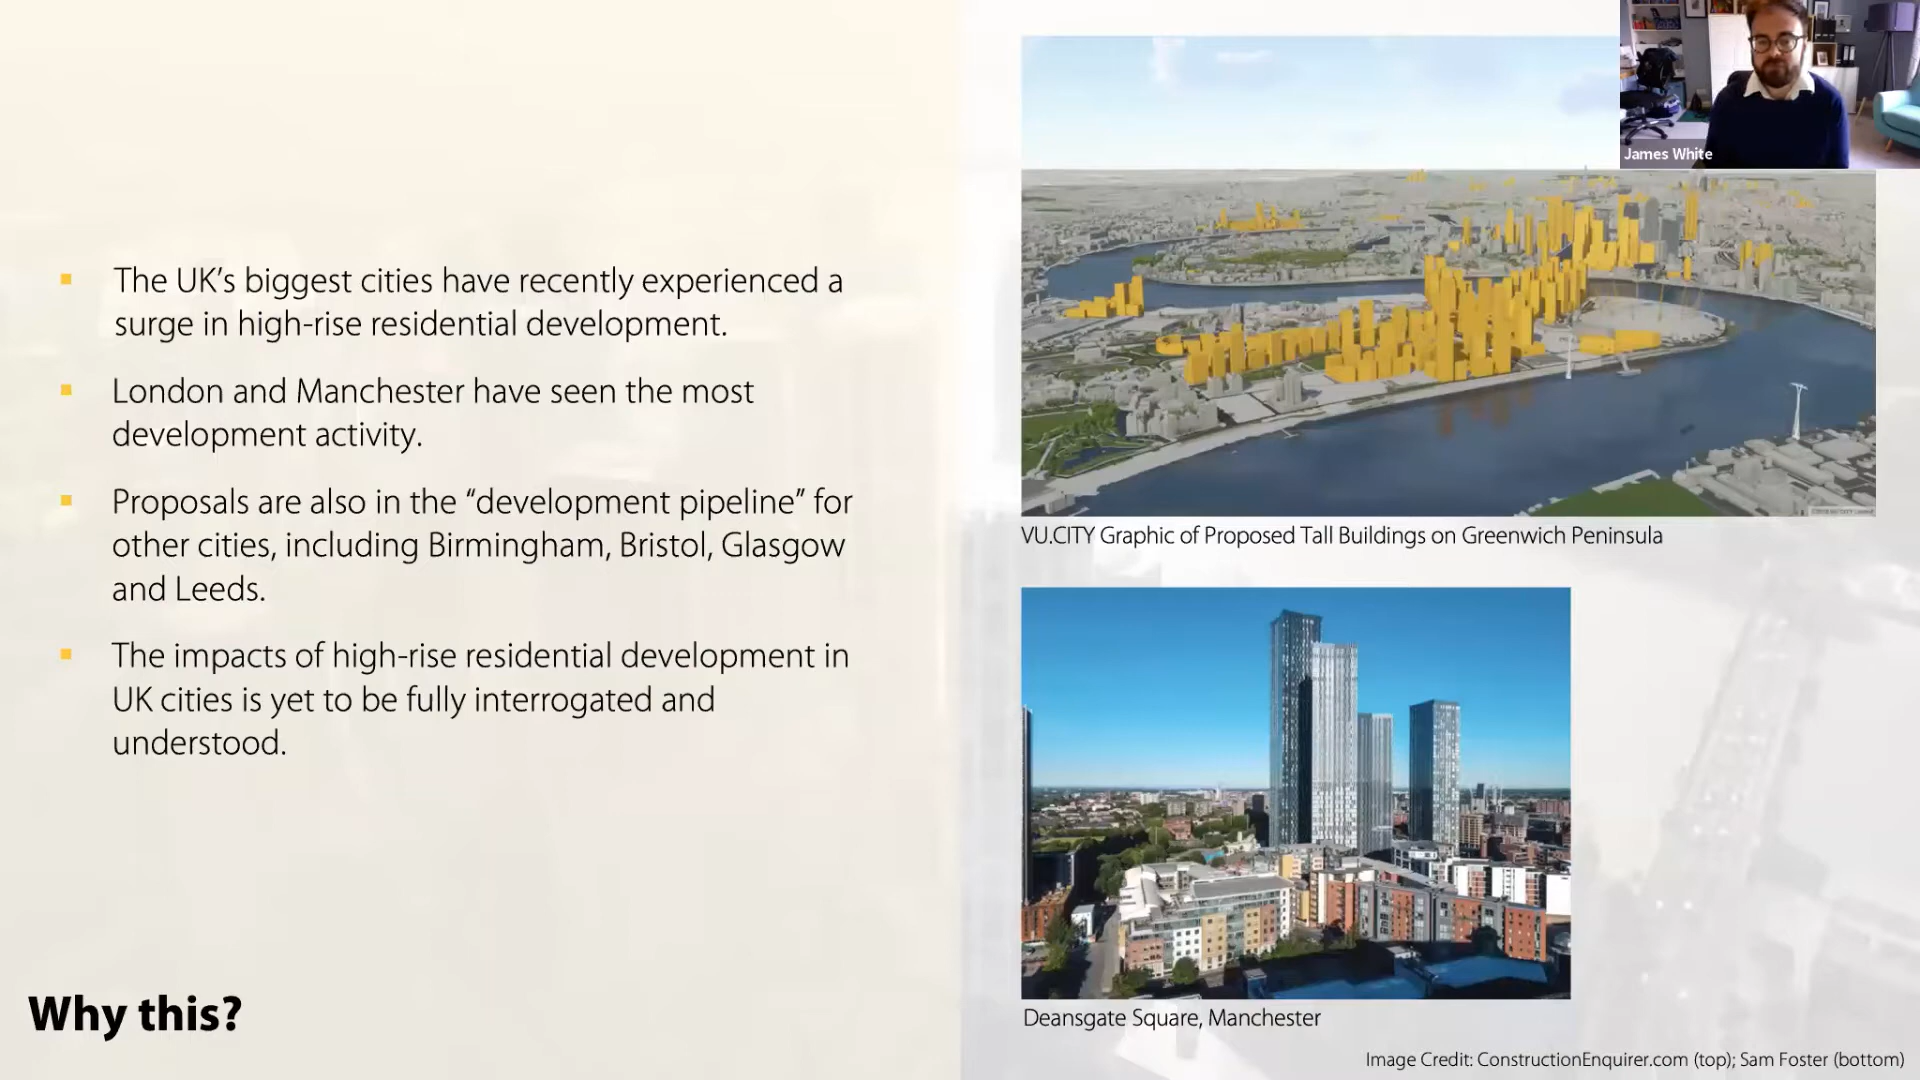 James White
The UK’s biggest cities have recently experienced a
surge in high-rise residential development.
London and Manchester have seen the most
development activity.
Proposals are also in the “development pipeline” for
other cities, including Birmingham, Bristol, Glasgow
and Leeds.
The impacts of high-rise residential development in
UK cities is yet to be fully interrogated and
understood.
Why this?
VU.CITY Graphic of Proposed Tall Buildings on Greenwich Peninsula
Deansgate Square, Manchester
Image Credit: ConstructionEnquirer.com (top); Sam Foster (bottom)